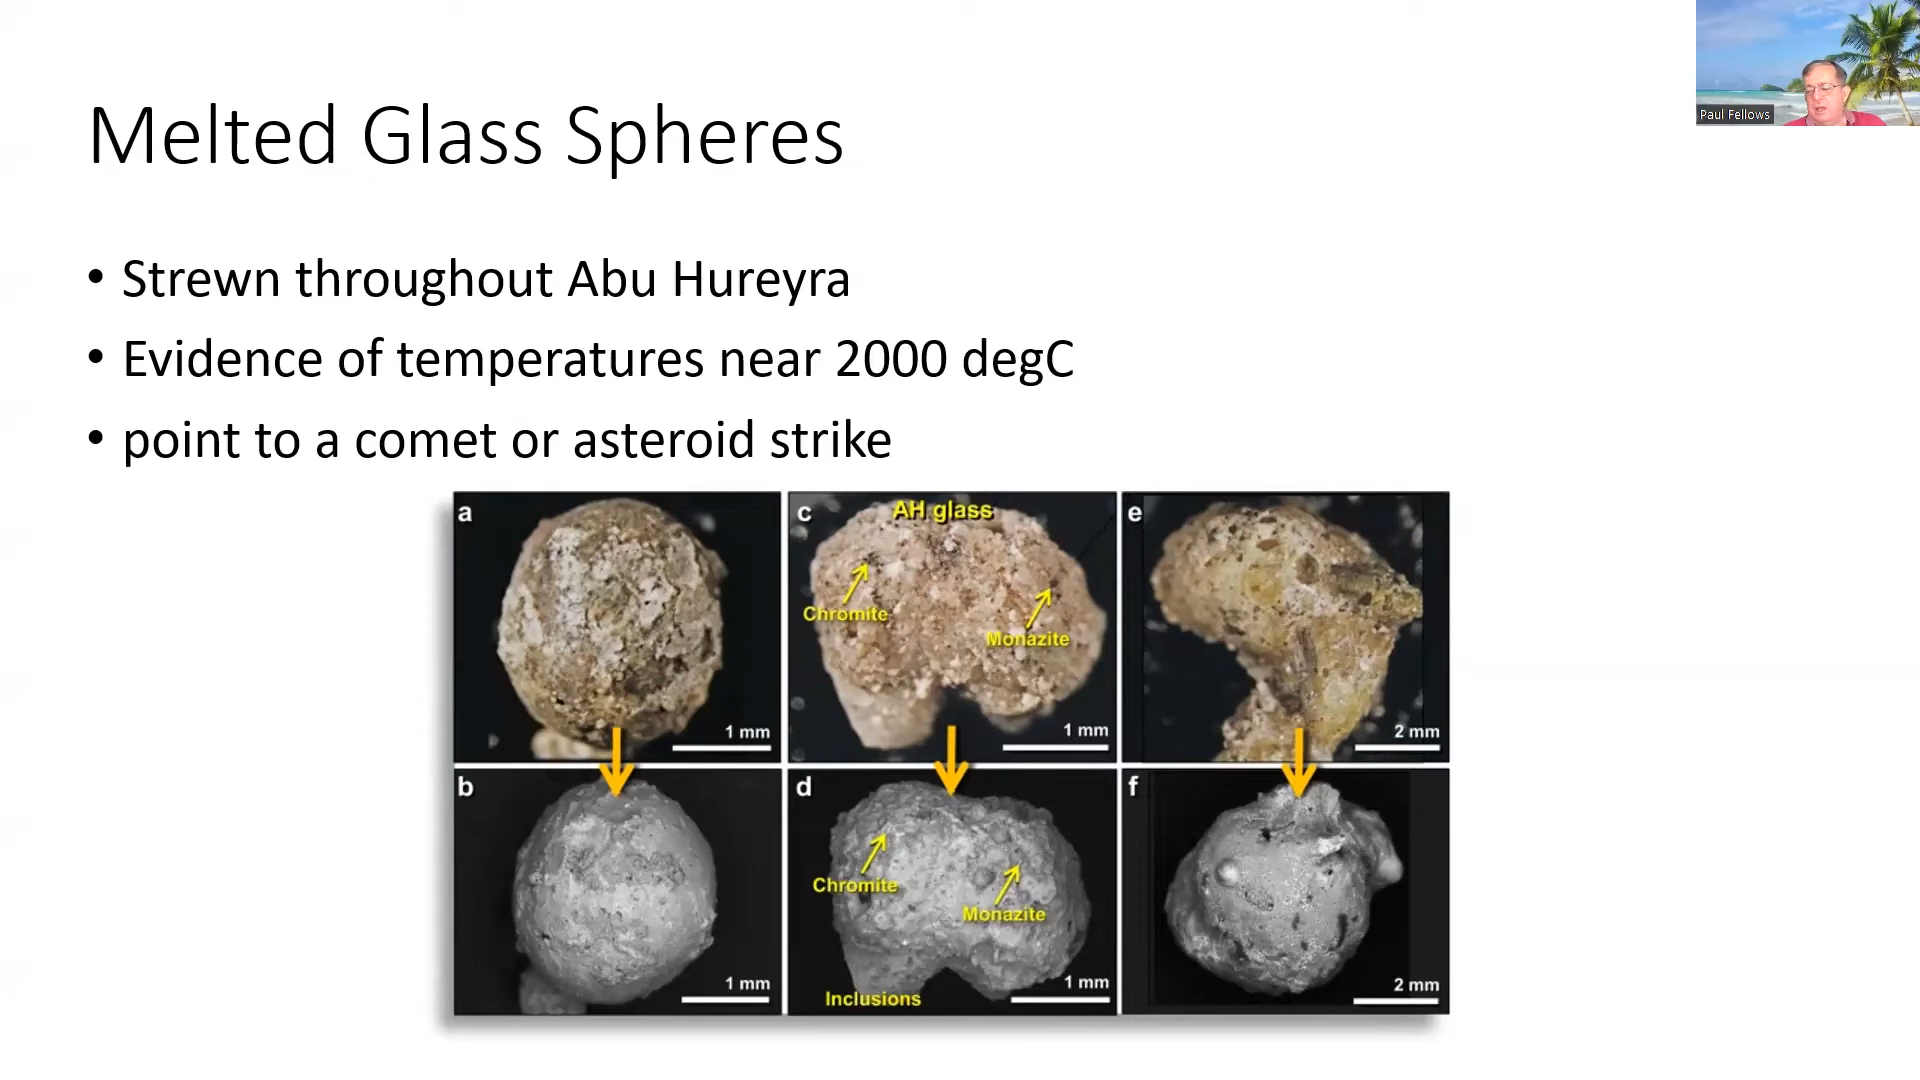 Paul Fellows
Melted Glass Spheres
• Strewn throughout Abu Hureyra
• Evidence of temperatures near 2000 degC
• point to a comet or asteroid strike
a
1 mm
c
AH glass
Chromite
Monazite
1 mm
e
2 mm
b
1 mm
d
Chromite
Monazite
Inclusions
1 mm
f
2 mm